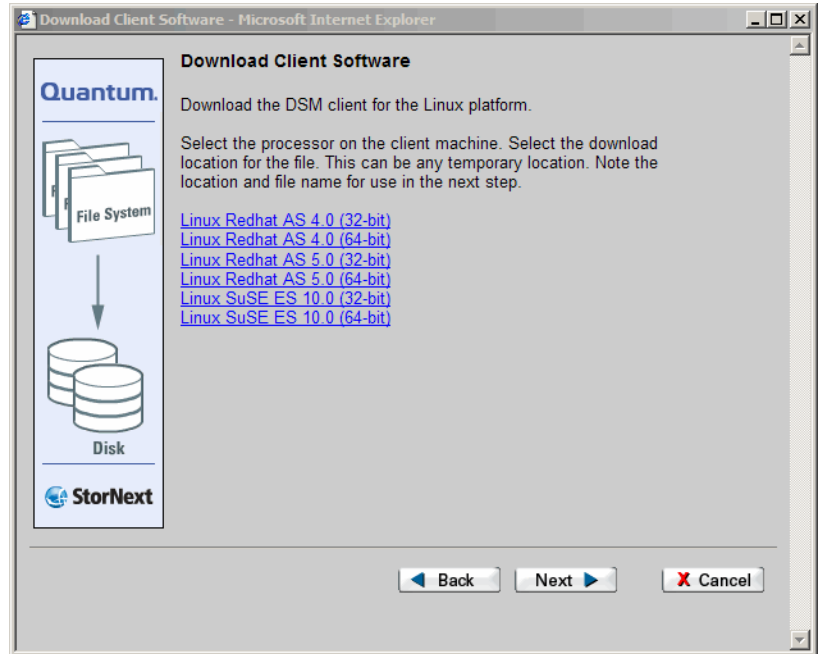 Download Client Software - Microsoft Internet Explorer
Quantum.
File System
Disk
StorNext
Download Client Software
Download the DSM client for the Linux platform.
Select the processor on the client machine. Select the download
location for the file. This can be any temporary location. Note the
location and file name for use in the next step.
Linux Redhat AS 4.0 (32-bit)
Linux Redhat AS 4.0 (64-bit)
Linux Redhat AS 5.0 (32-bit)
Linux Redhat AS 5.0 (64-bit)
Linux SuSE ES 10.0 (32-bit)
Linux SuSE ES 10.0 (64-bit)
Back
Next
X Cancel